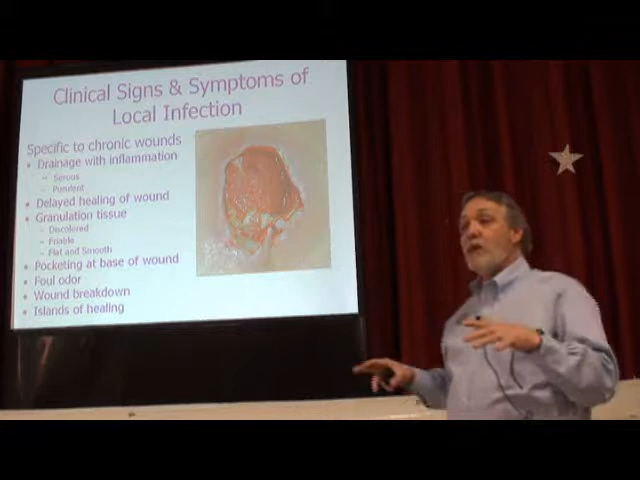 Clinical Signs & Symptoms of
Local Infection
Specific to chronic wounds
• Drainage with inflammation
– Serous
– Purulent
• Delayed healing of wound
• Granulation tissue
– Discolored
– Friable
– Flat and Smooth
• Pocketing at base of wound
• Foul odor
• Wound breakdown
• Islands of healing